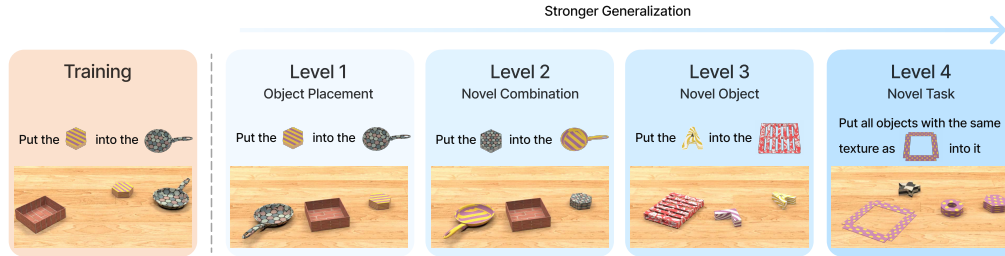 Stronger Generalization
Training
Put the into the
Level 1
Object Placement
Put the into the
Level 2
Novel Combination
Put the into the
Level 3
Novel Object
Put the into the
Level 4
Novel Task
Put all objects with the same
texture as into it